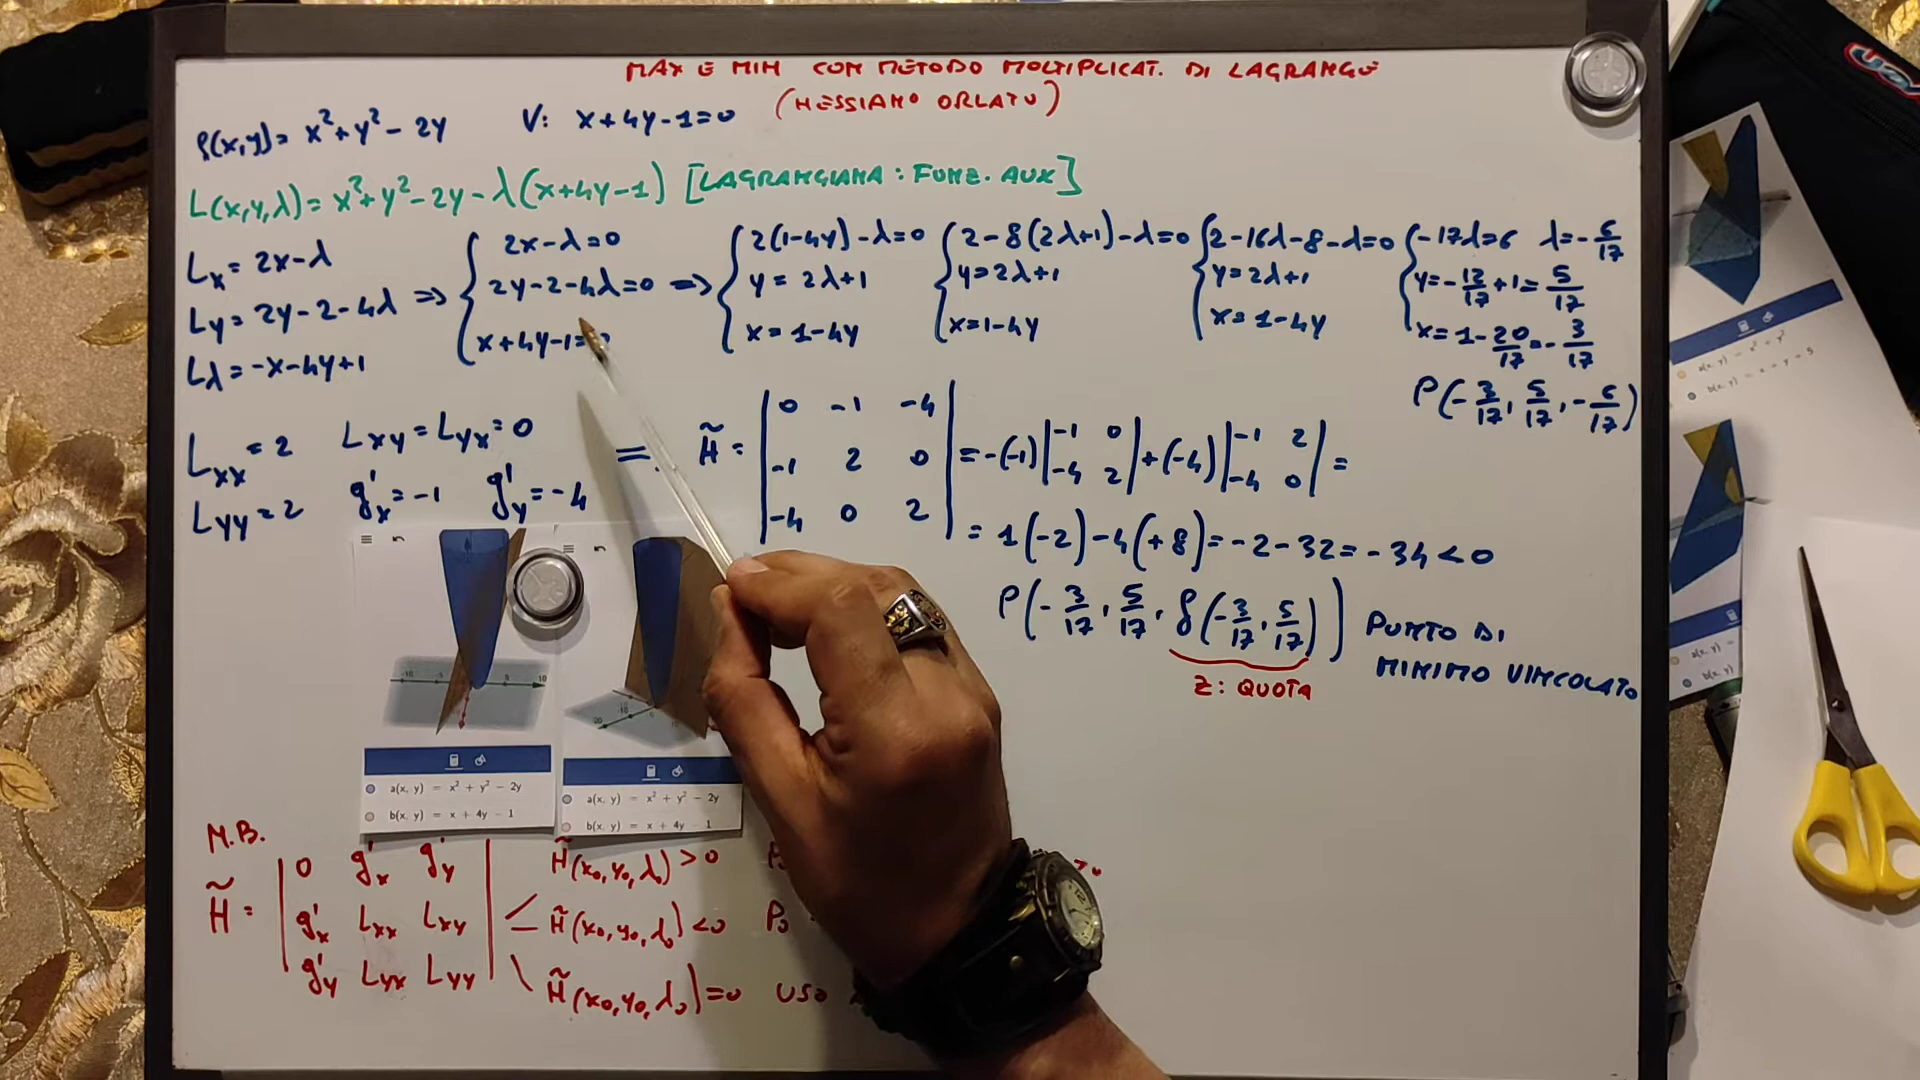 MAX E MIN CON METODO MOLTIPLICAT. DI LAGRANGE
(HESSIANO ORLATO)
f(x,y)= x²+y²-2y V: x+4y-1=0
L(x,y,λ)= x²+y²-2y-λ(x+4y-1) [LAGRANGIANA: FUNZ. AUX]
Lx = 2x-λ
Ly = 2y-2-4λ
Lλ = -x-4y+1
⇒ { 2x-λ=0
2y-2-4λ=0
x+4y-1=
⇒ { 2(1-4y)-λ=0
y = 2λ+1
x = 1-4y
{ 2-8(2λ+1)-λ=0
y=2λ+1
x=1-4y
{ 2-16λ-8-λ=0
y=2λ+1
x=1-4y
{ -17λ=6 λ=-6/17
y=-12/17+1=5/17
x=1-20/17=-3/17
P(-3/17, 5/17, -6/17)
Lxx=2 Lxy=Lyx=0
Lyy=2 g'x=-1 g'y=-4
H̃ = | 0 -1 -4 |
| -1 2 0 |
| -4 0 2 |
= -(-1) |-1 0; -4 2| + (-4) |-1 2; -4 0| =
= 1(-2)-4(+8) = -2-32 = -34 < 0
P(-3/17, 5/17, f(-3/17, 5/17)) PUNTO DI
MINIMO VINCOLATO
Z: QUOTA
a(x, y) = x² + y² - 2y
b(x, y) = x + 4y - 1
a(x, y) = x² + y² - 2y
b(x, y) = x + 4y - 1
N.B.
H̃ = | 0 g'x g'y |
| g'x Lxx Lxy |
| g'y Lyx Lyy |
H̃(x₀,y₀,λ₀)>0
H̃(x₀,y₀,λ₀)<0 P₀
H̃(x₀,y₀,λ₀)=0 USO
a(x, y) = x² + y²
b(x, y) = x + y + 5
a(x, y) =
b(x, y)